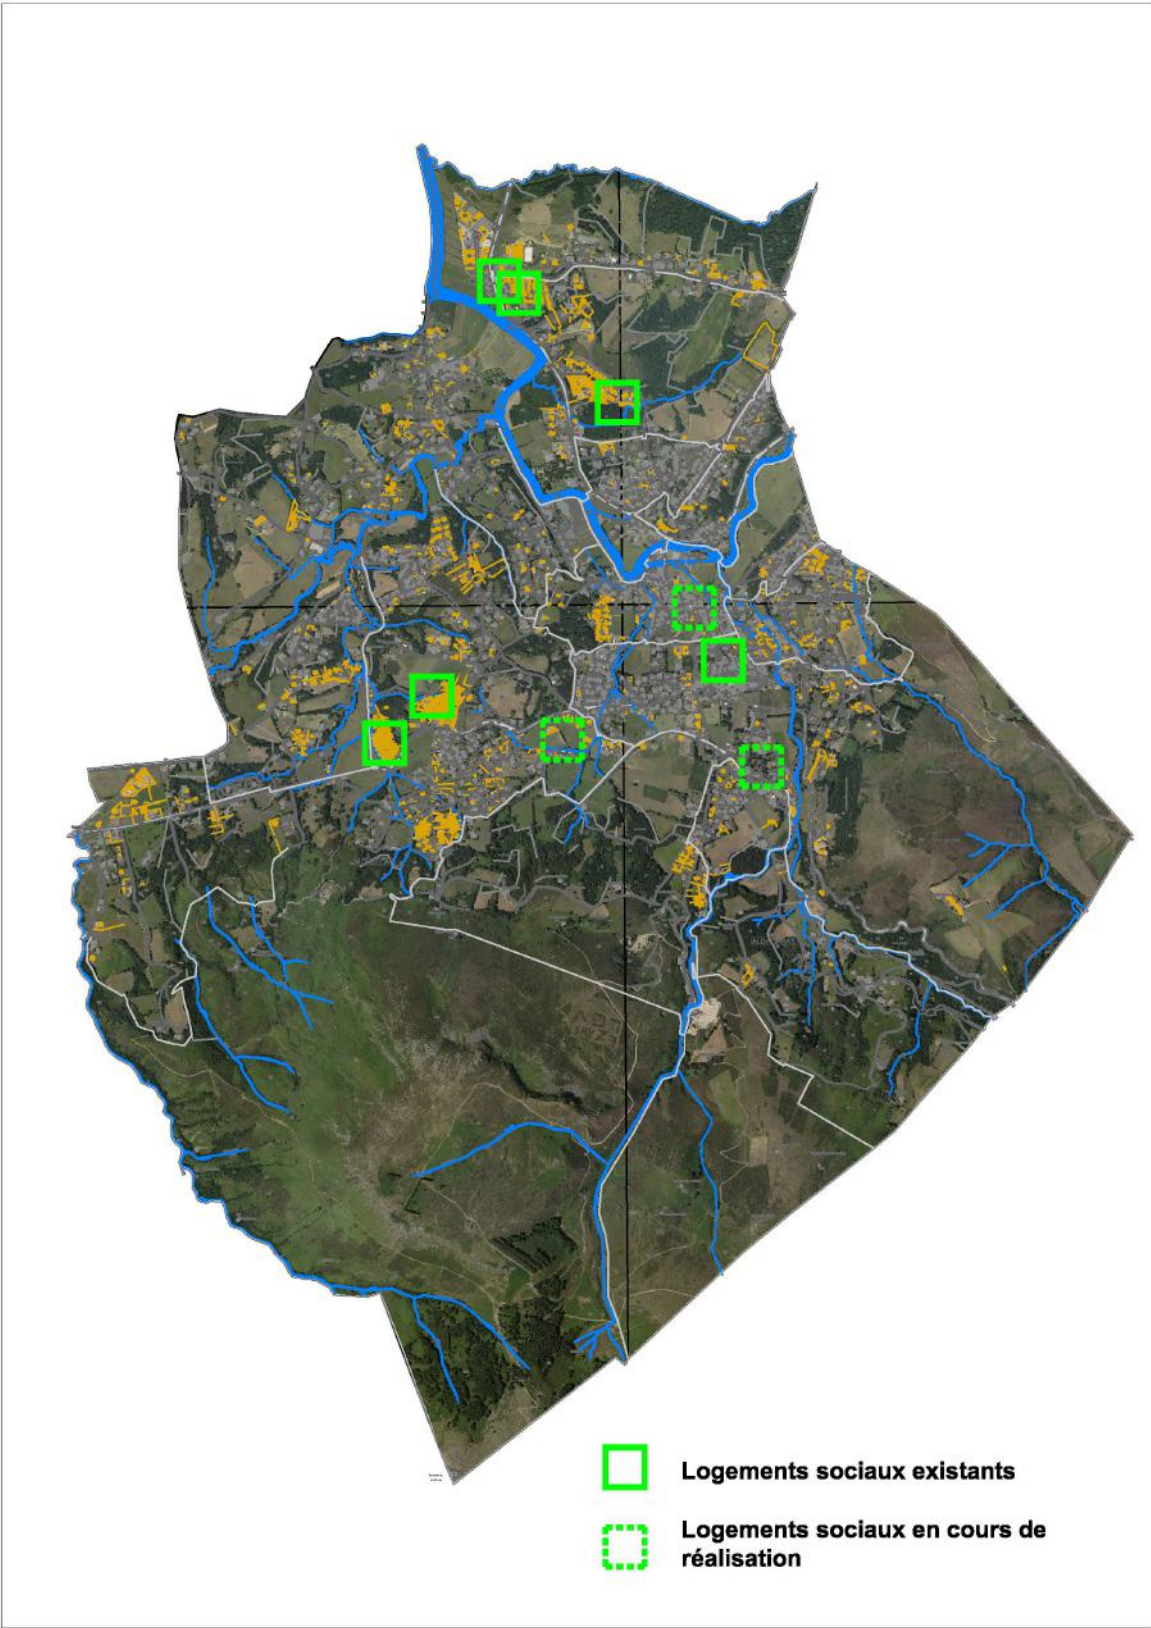 Logements sociaux existants
Logements sociaux en cours de
réalisation